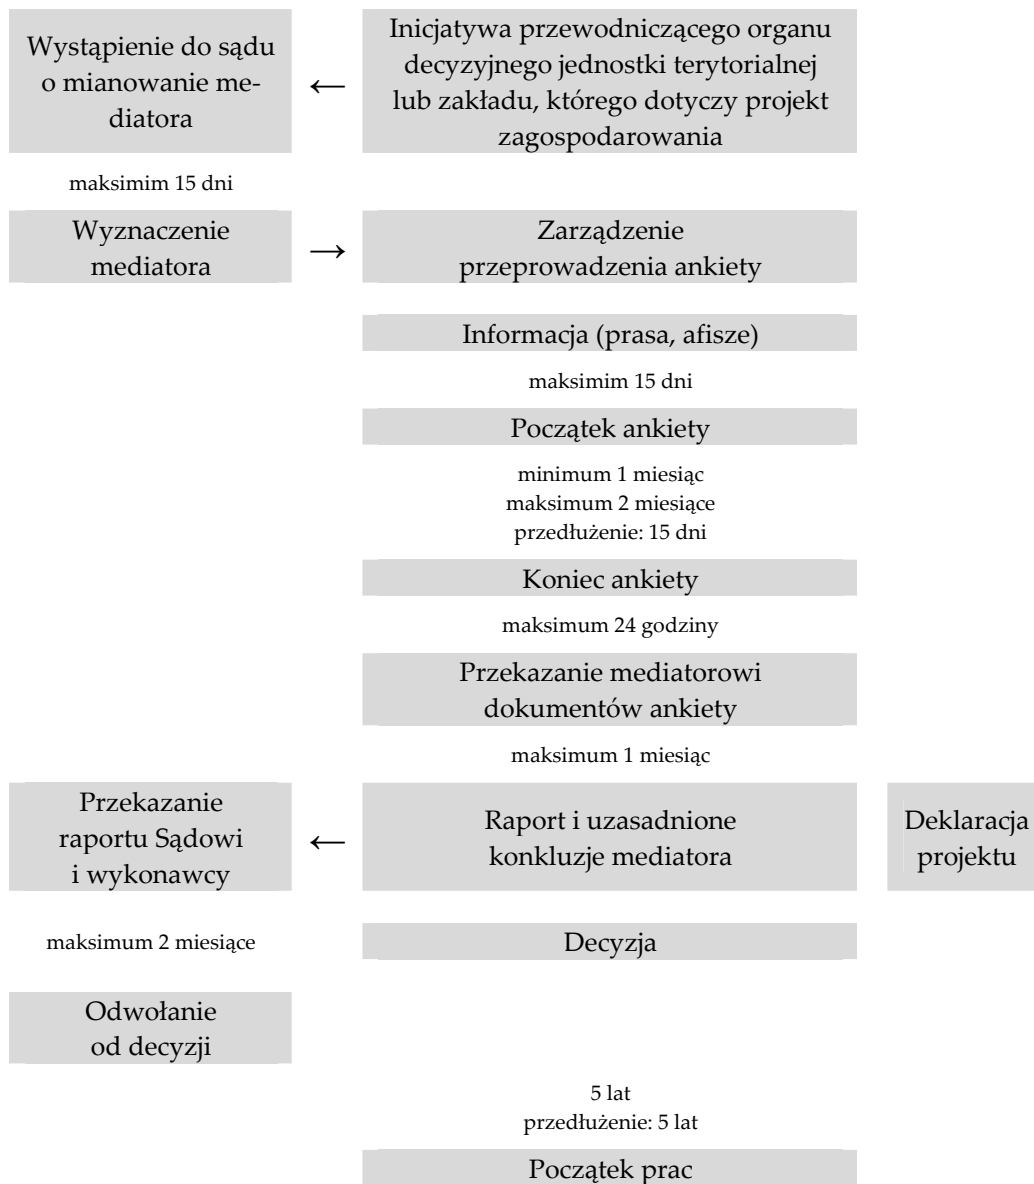 Wystąpienie do sądu
o mianowanie me-
diatora
←
Inicjatywa przewodniczącego organu
decyzyjnego jednostki terytorialnej
lub zakładu, którego dotyczy projekt
zagospodarowania
maksimim 15 dni
Wyznaczenie
mediatora
→
Zarządzenie
przeprowadzenia ankiety
Informacja (prasa, afisze)
maksimim 15 dni
Początek ankiety
minimum 1 miesiąc
maksimum 2 miesiące
przedłużenie: 15 dni
Koniec ankiety
maksimum 24 godziny
Przekazanie mediatorowi
dokumentów ankiety
maksimum 1 miesiąc
Przekazanie
raportu Sądowi
i wykonawcy
←
Raport i uzasadnione
konkluzje mediatora
Deklaracja
projektu
maksimum 2 miesiące
Decyzja
Odwołanie
od decyzji
5 lat
przedłużenie: 5 lat
Początek prac